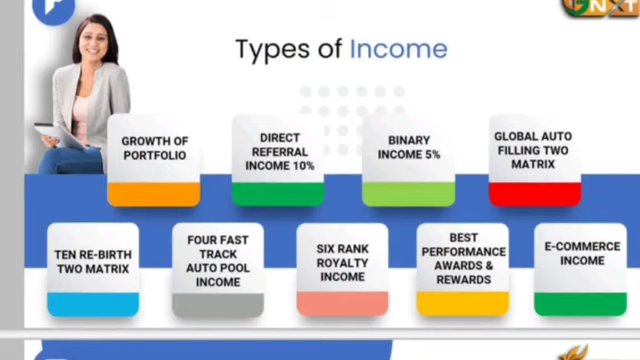 GNXT
Types of Income
GROWTH OF
PORTFOLIO
DIRECT
REFERRAL
INCOME 10%
BINARY
INCOME 5%
GLOBAL AUTO
FILLING TWO
MATRIX
TEN RE-BIRTH
TWO MATRIX
FOUR FAST
TRACK
AUTO POOL
INCOME
SIX RANK
ROYALTY
INCOME
BEST
PERFORMANCE
AWARDS &
REWARDS
E-COMMERCE
INCOME